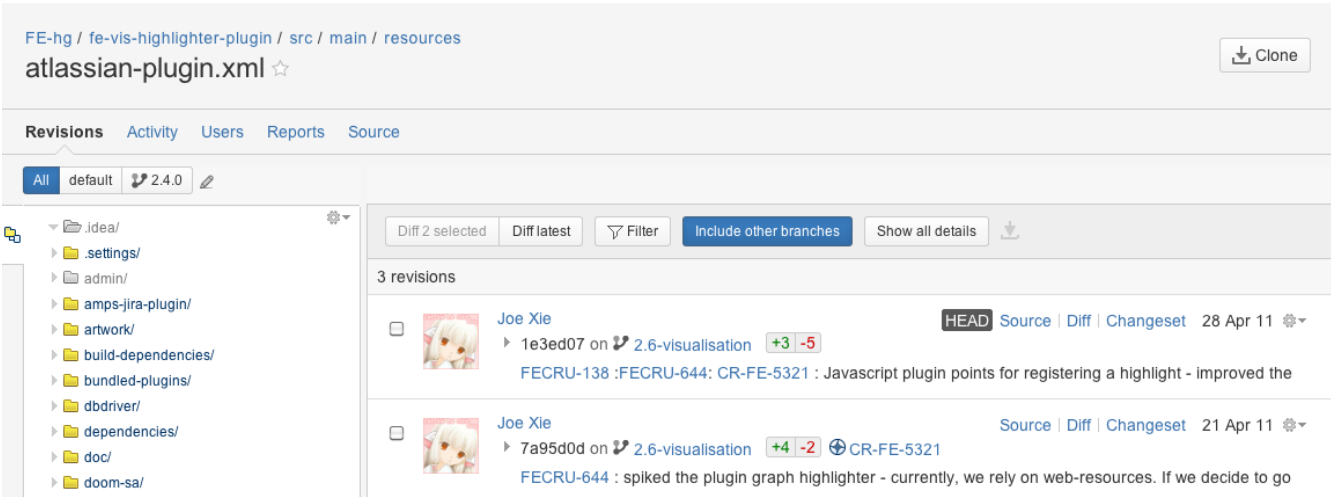 FE-hg / fe-vis-highlighter-plugin / src / main / resources
atlassian-plugin.xml
Clone
Revisions Activity Users Reports Source
All default 2.4.0
.idea/
.settings/
admin/
amps-jira-plugin/
artwork/
build-dependencies/
bundled-plugins/
dbdriver/
dependencies/
doc/
doom-sa/
Diff 2 selected Diff latest Filter Include other branches Show all details
3 revisions
Joe Xie HEAD Source | Diff | Changeset 28 Apr 11
1e3ed07 on 2.6-visualisation +3 -5
FECRU-138 :FECRU-644: CR-FE-5321 : Javascript plugin points for registering a highlight - improved the
Joe Xie Source | Diff | Changeset 21 Apr 11
7a95d0d on 2.6-visualisation +4 -2 CR-FE-5321
FECRU-644 : spiked the plugin graph highlighter - currently, we rely on web-resources. If we decide to go